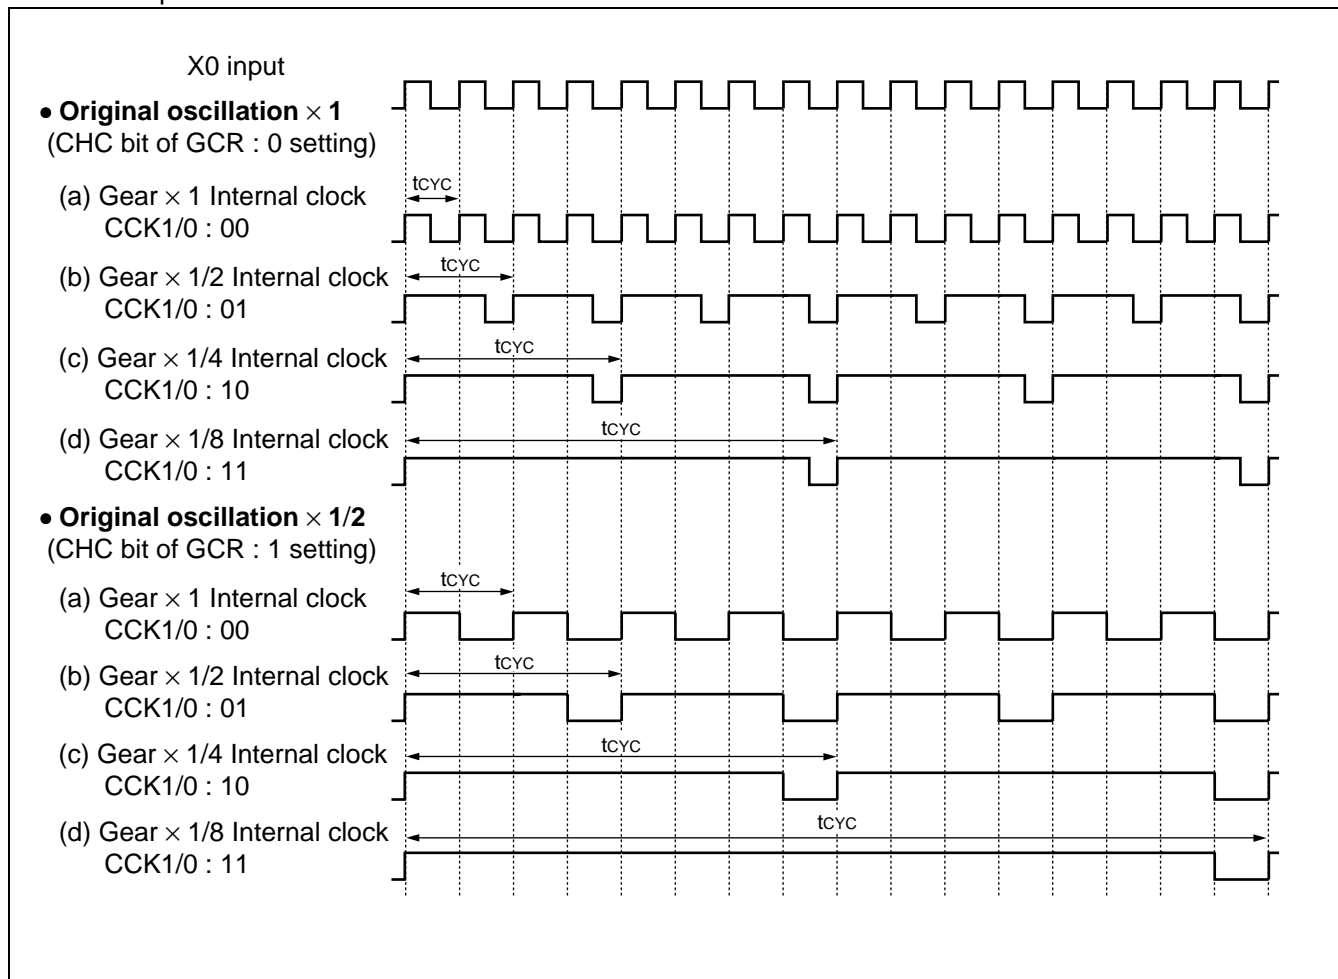 X0 input
• Original oscillation × 1
(CHC bit of GCR : 0 setting)
(a) Gear × 1 Internal clock
CCK1/0 : 00
tCYC
(b) Gear × 1/2 Internal clock
CCK1/0 : 01
tCYC
(c) Gear × 1/4 Internal clock
CCK1/0 : 10
tCYC
(d) Gear × 1/8 Internal clock
CCK1/0 : 11
tCYC
• Original oscillation × 1/2
(CHC bit of GCR : 1 setting)
(a) Gear × 1 Internal clock
CCK1/0 : 00
tCYC
(b) Gear × 1/2 Internal clock
CCK1/0 : 01
tCYC
(c) Gear × 1/4 Internal clock
CCK1/0 : 10
tCYC
(d) Gear × 1/8 Internal clock
CCK1/0 : 11
tCYC